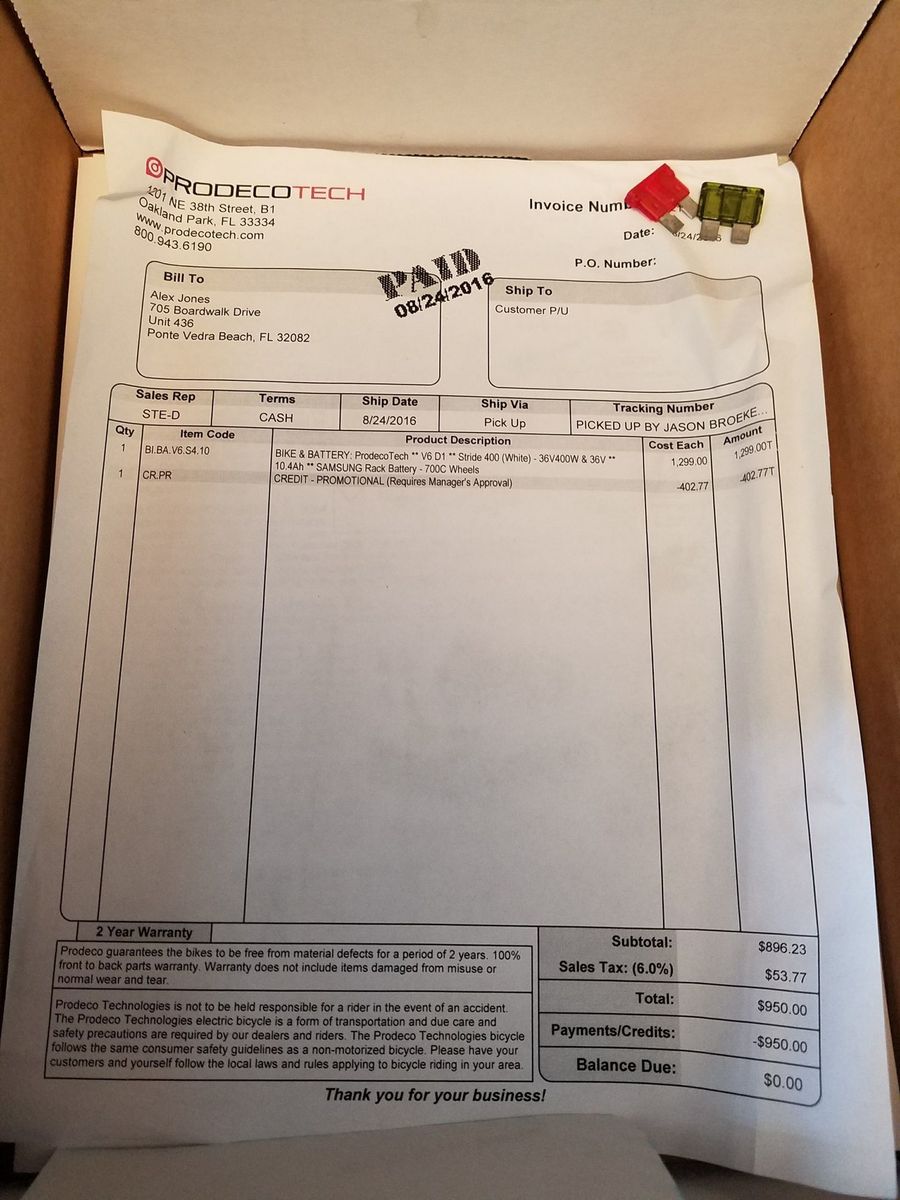 PRODECOTECH
1201 NE 38th Street, B1
Oakland Park, FL 33334
www.prodecotech.com
800.943.6190
Invoice
Date:
P.O. Number:
PAID
08/24/2016
Bill To
Alex Jones
705 Boardwalk Drive
Unit 436
Ponte Vedra Beach, FL 32082
Ship To
Customer P/U
Sales Rep Terms Ship Date Ship Via Tracking Number
STE-D CASH 8/24/2016 Pick Up PICKED UP BY JASON BROEKE...
Qty Item Code Product Description Cost Each Amount
1 BI.BA.V6.S4.10 BIKE & BATTERY: ProdecoTech ** V6 D1 ** Stride 400 (White) - 36V400W & 36V ** 1,299.00 1,299.00T
10.4Ah ** SAMSUNG Rack Battery - 700C Wheels
1 CR.PR CREDIT - PROMOTIONAL (Requires Manager's Approval) -402.77 -402.77T
2 Year Warranty
Prodeco guarantees the bikes to be free from material defects for a period of 2 years. 100%
front to back parts warranty. Warranty does not include items damaged from misuse or
normal wear and tear.
Prodeco Technologies is not to be held responsible for a rider in the event of an accident.
The Prodeco Technologies electric bicycle is a form of transportation and due care and
safety precautions are required by our dealers and riders. The Prodeco Technologies bicycle
follows the same consumer safety guidelines as a non-motorized bicycle. Please have your
customers and yourself follow the local laws and rules applying to bicycle riding in your area.
Subtotal: $896.23
Sales Tax: (6.0%) $53.77
Total: $950.00
Payments/Credits: -$950.00
Balance Due: $0.00
Thank you for your business!